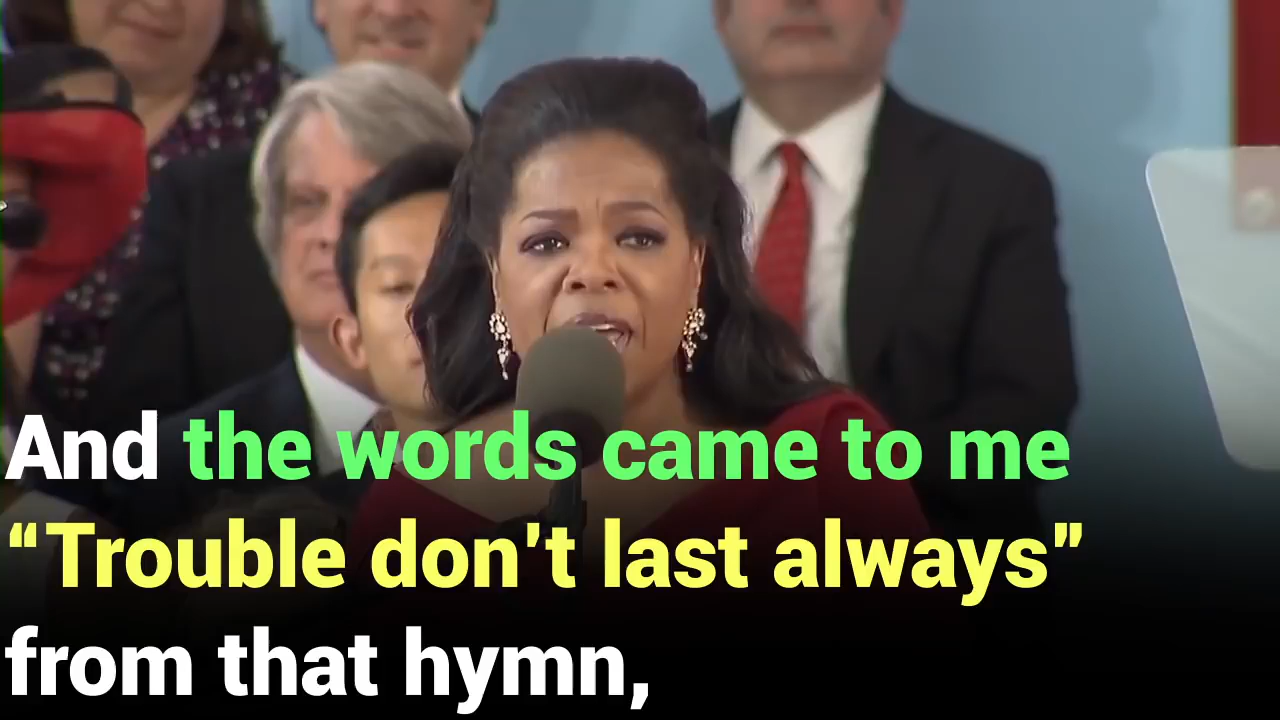 And the words came to me
“Trouble don't last always”
from that hymn,